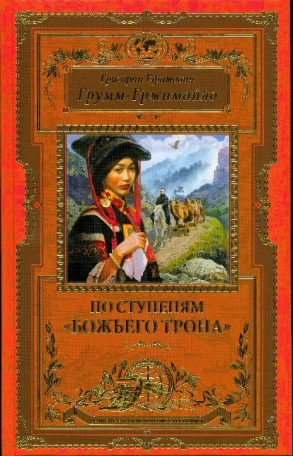 Григорий Ефимович
Грумм-Гржимайло
ПО СТУПЕНЯМ
«БОЖЬЕГО ТРОНА»